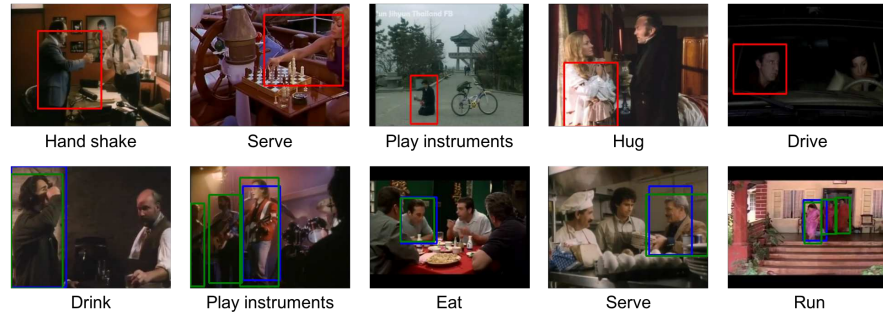 Hand shake
Serve
Play instruments
Hug
Drive
Drink
Play instruments
Eat
Serve
Run